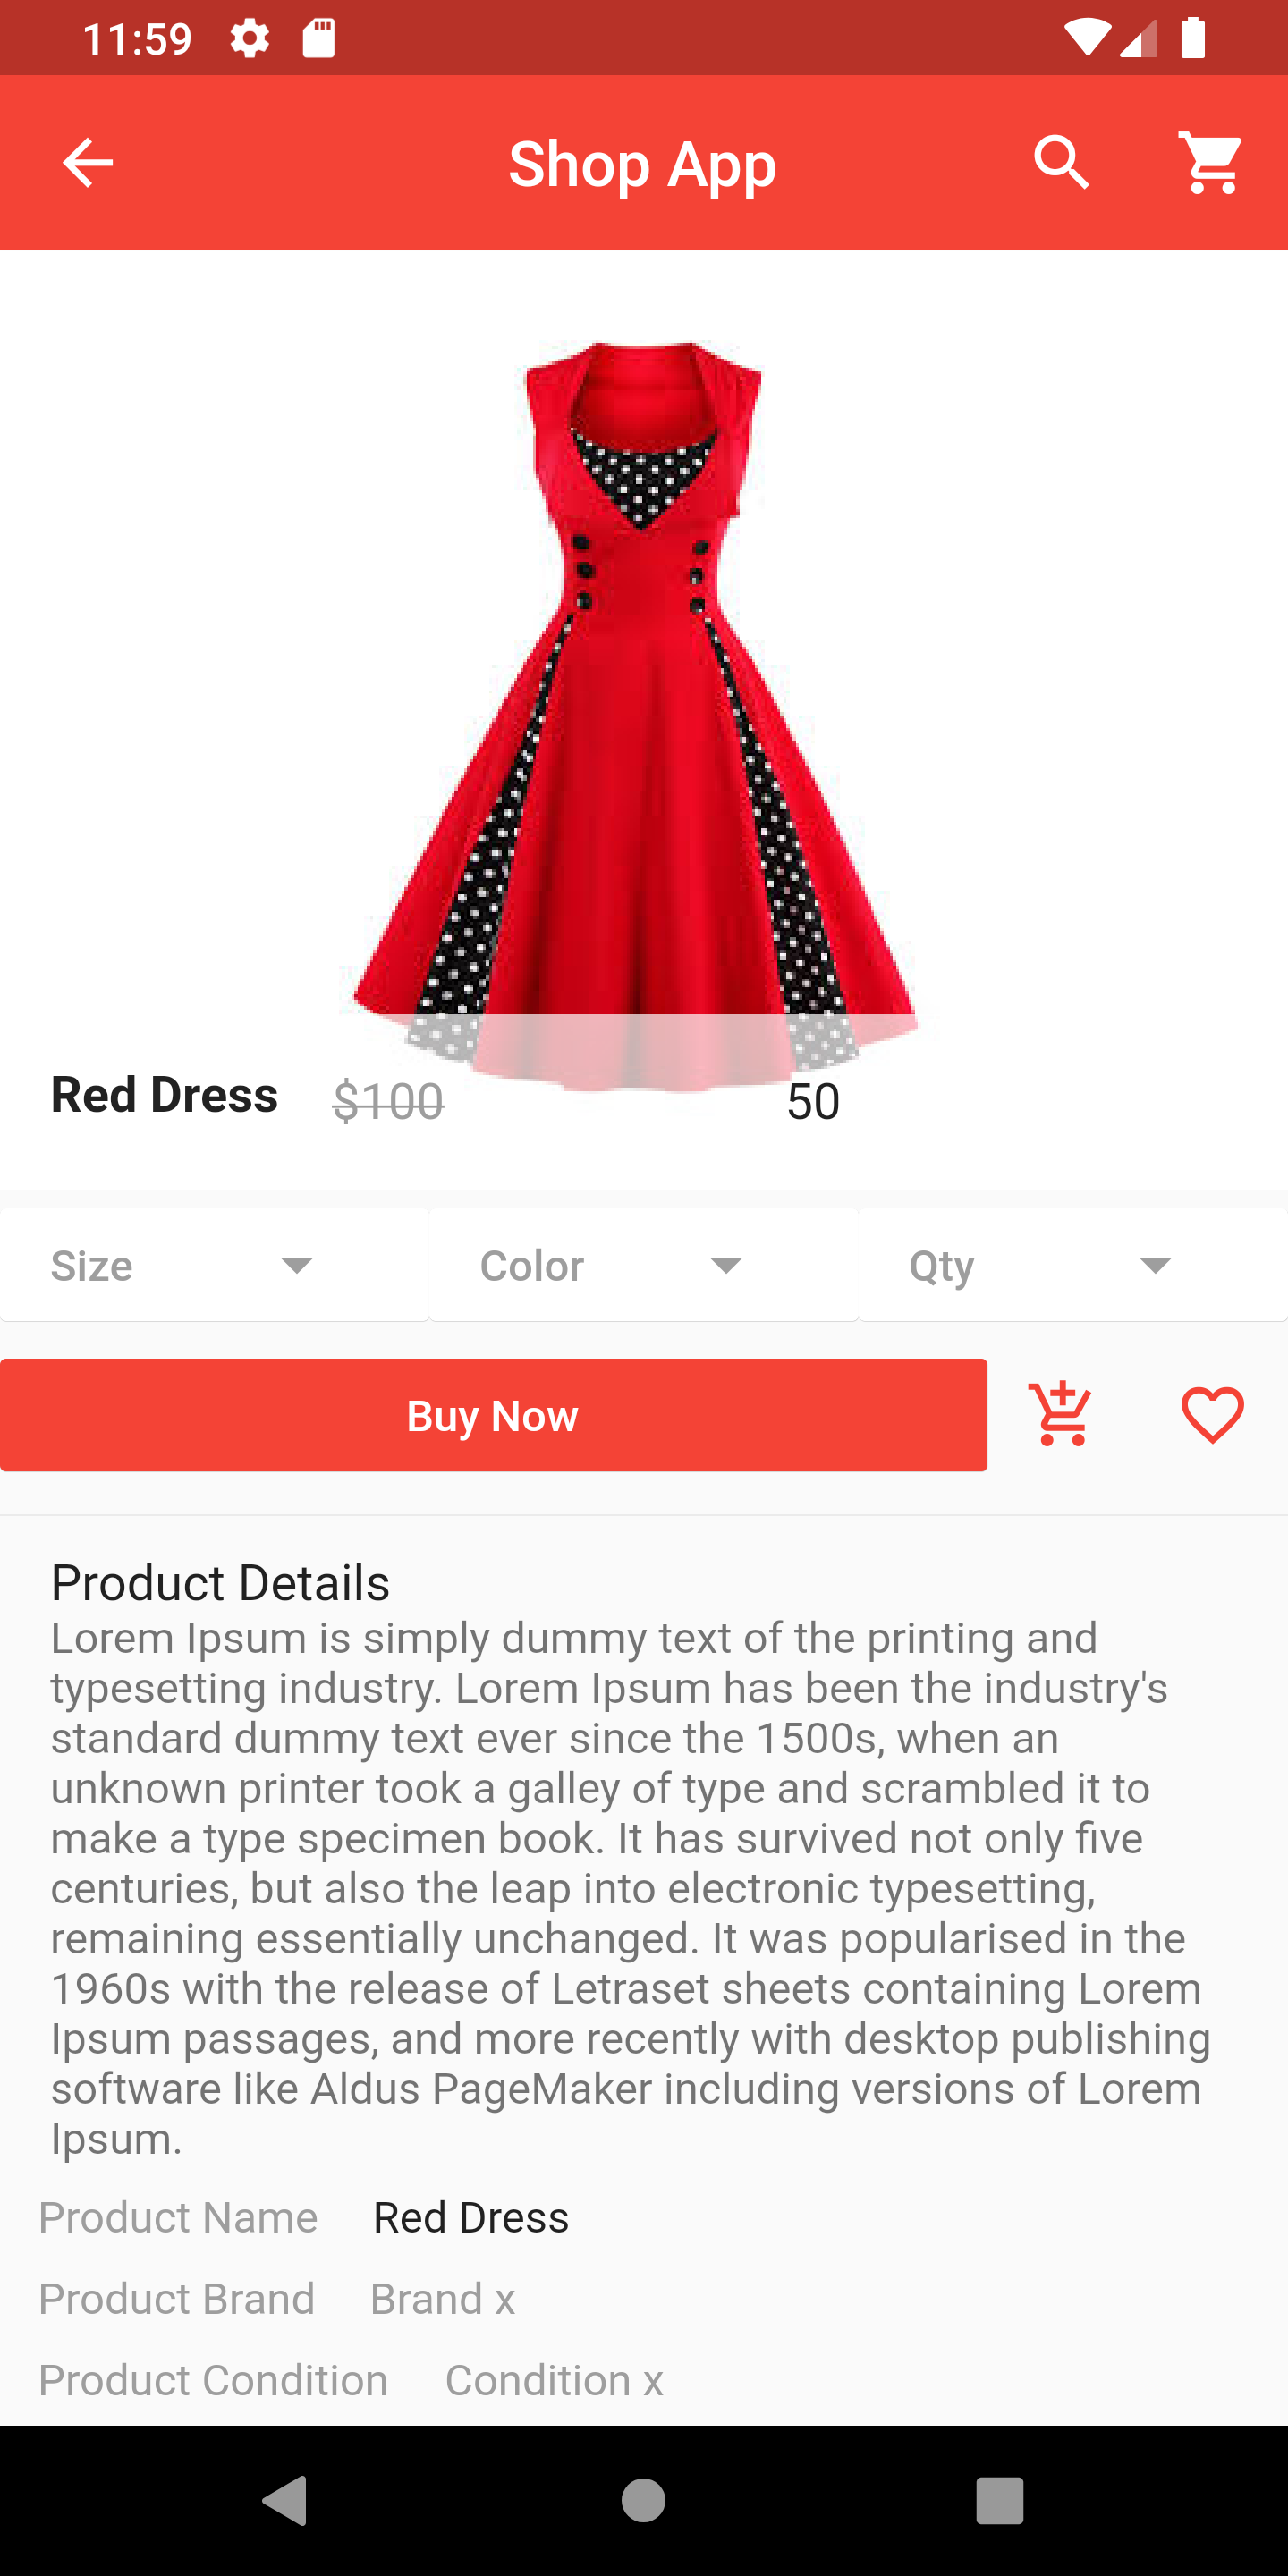 11:59
Shop App
Red Dress $100 50
Size Color Qty
Buy Now
Product Details
Lorem Ipsum is simply dummy text of the printing and
typesetting industry. Lorem Ipsum has been the industry's
standard dummy text ever since the 1500s, when an
unknown printer took a galley of type and scrambled it to
make a type specimen book. It has survived not only five
centuries, but also the leap into electronic typesetting,
remaining essentially unchanged. It was popularised in the
1960s with the release of Letraset sheets containing Lorem
Ipsum passages, and more recently with desktop publishing
software like Aldus PageMaker including versions of Lorem
Ipsum.
Product Name Red Dress
Product Brand Brand x
Product Condition Condition x